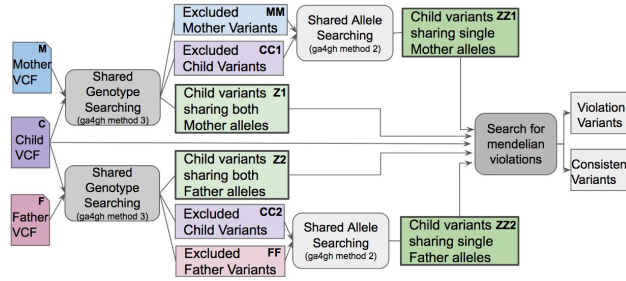 M
Mother
VCF
C
Child
VCF
F
Father
VCF
Shared
Genotype
Searching
(ga4gh method 3)
Shared
Genotype
Searching
(ga4gh method 3)
Excluded MM
Mother Variants
Excluded CC1
Child Variants
Child variants Z1
sharing both
Mother alleles
Child variants Z2
sharing both
Father alleles
Excluded CC2
Child Variants
Excluded FF
Father Variants
Shared Allele
Searching
(ga4gh method 2)
Shared Allele
Searching
(ga4gh method 2)
Child variants ZZ1
sharing single
Mother alleles
Child variants ZZ2
sharing single
Father alleles
Search for
mendelian
violations
Violation
Variants
Consisten
Variants